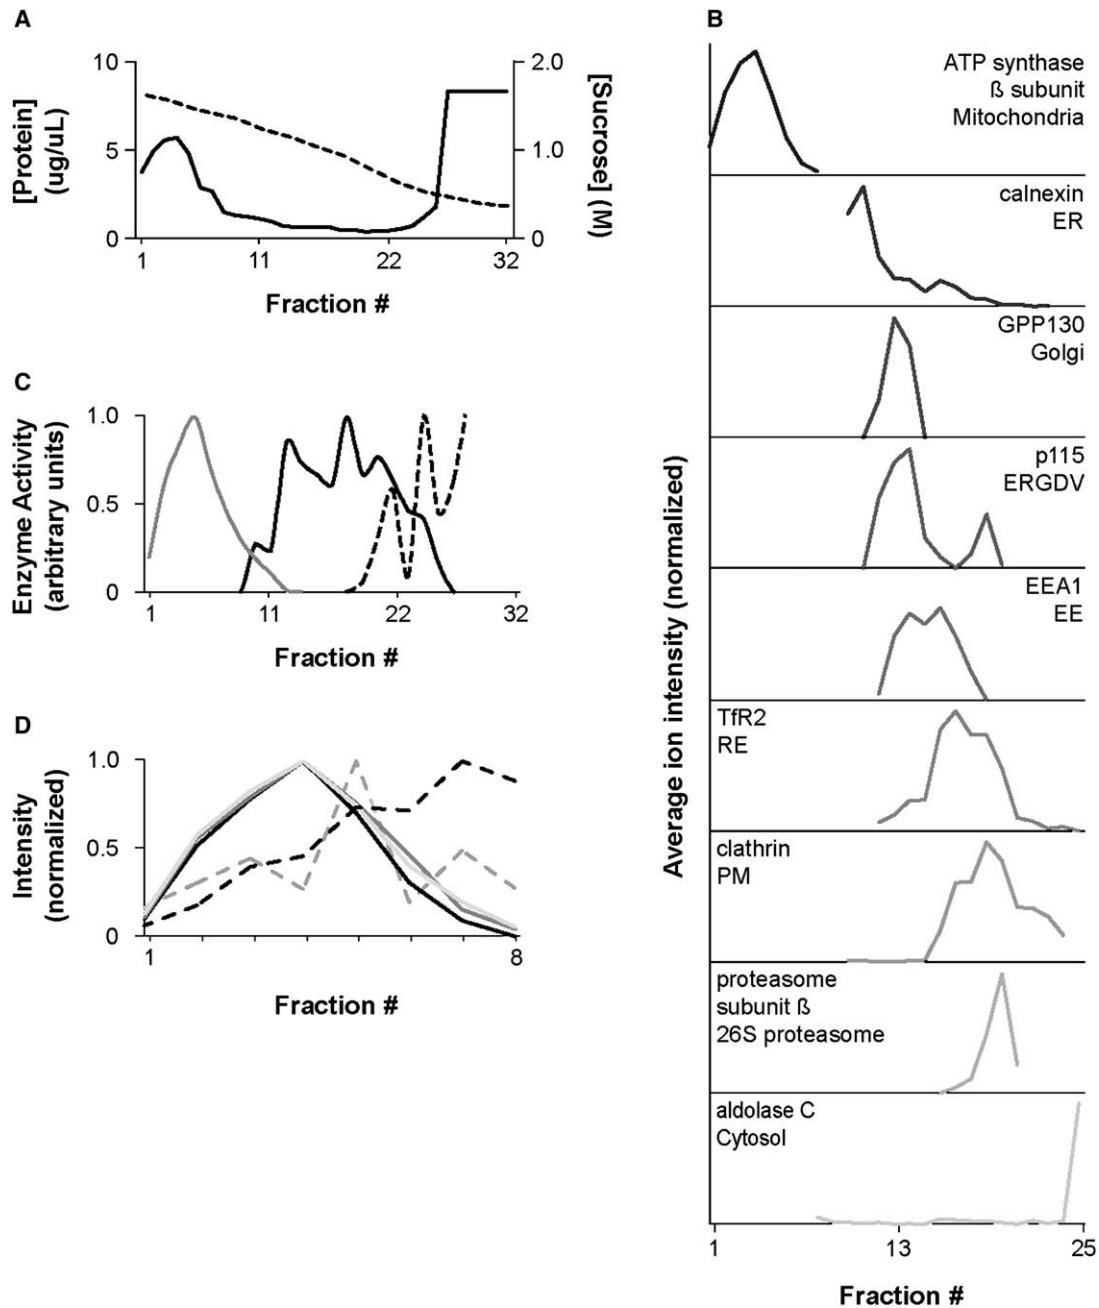 A
10
5
0
[Protein]
(ug/uL)
2.0
1.0
0
[Sucrose] (M)
1
11
22
32
Fraction #
C
1.0
0.5
0
Enzyme Activity
(arbitrary units)
1
11
22
32
Fraction #
D
1.0
0.5
0
Intensity
(normalized)
1
8
Fraction #
B
Average ion intensity (normalized)
ATP synthase
ß subunit
Mitochondria
calnexin
ER
GPP130
Golgi
p115
ERGDV
EEA1
EE
TfR2
RE
clathrin
PM
proteasome
subunit ß
26S proteasome
aldolase C
Cytosol
1
13
25
Fraction #